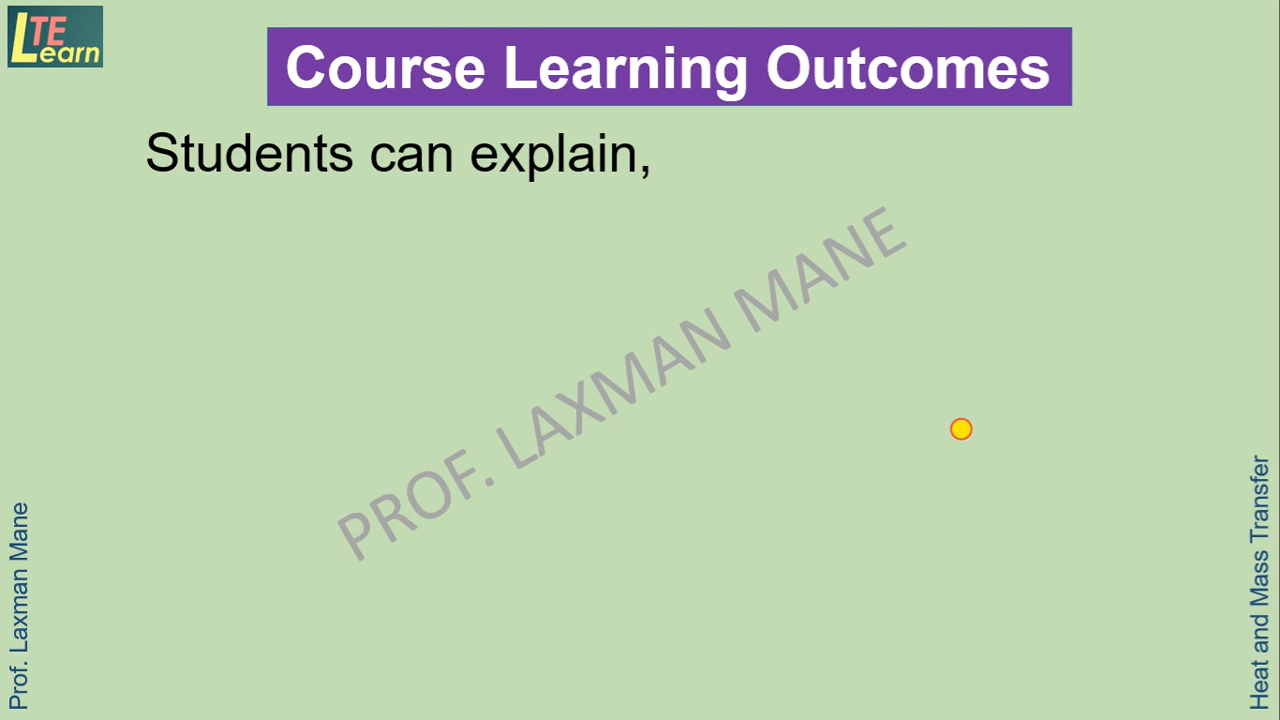 LTE
Learn
Course Learning Outcomes
Students can explain,
PROF. LAXMAN MANE
Prof. Laxman Mane
Heat and Mass Transfer